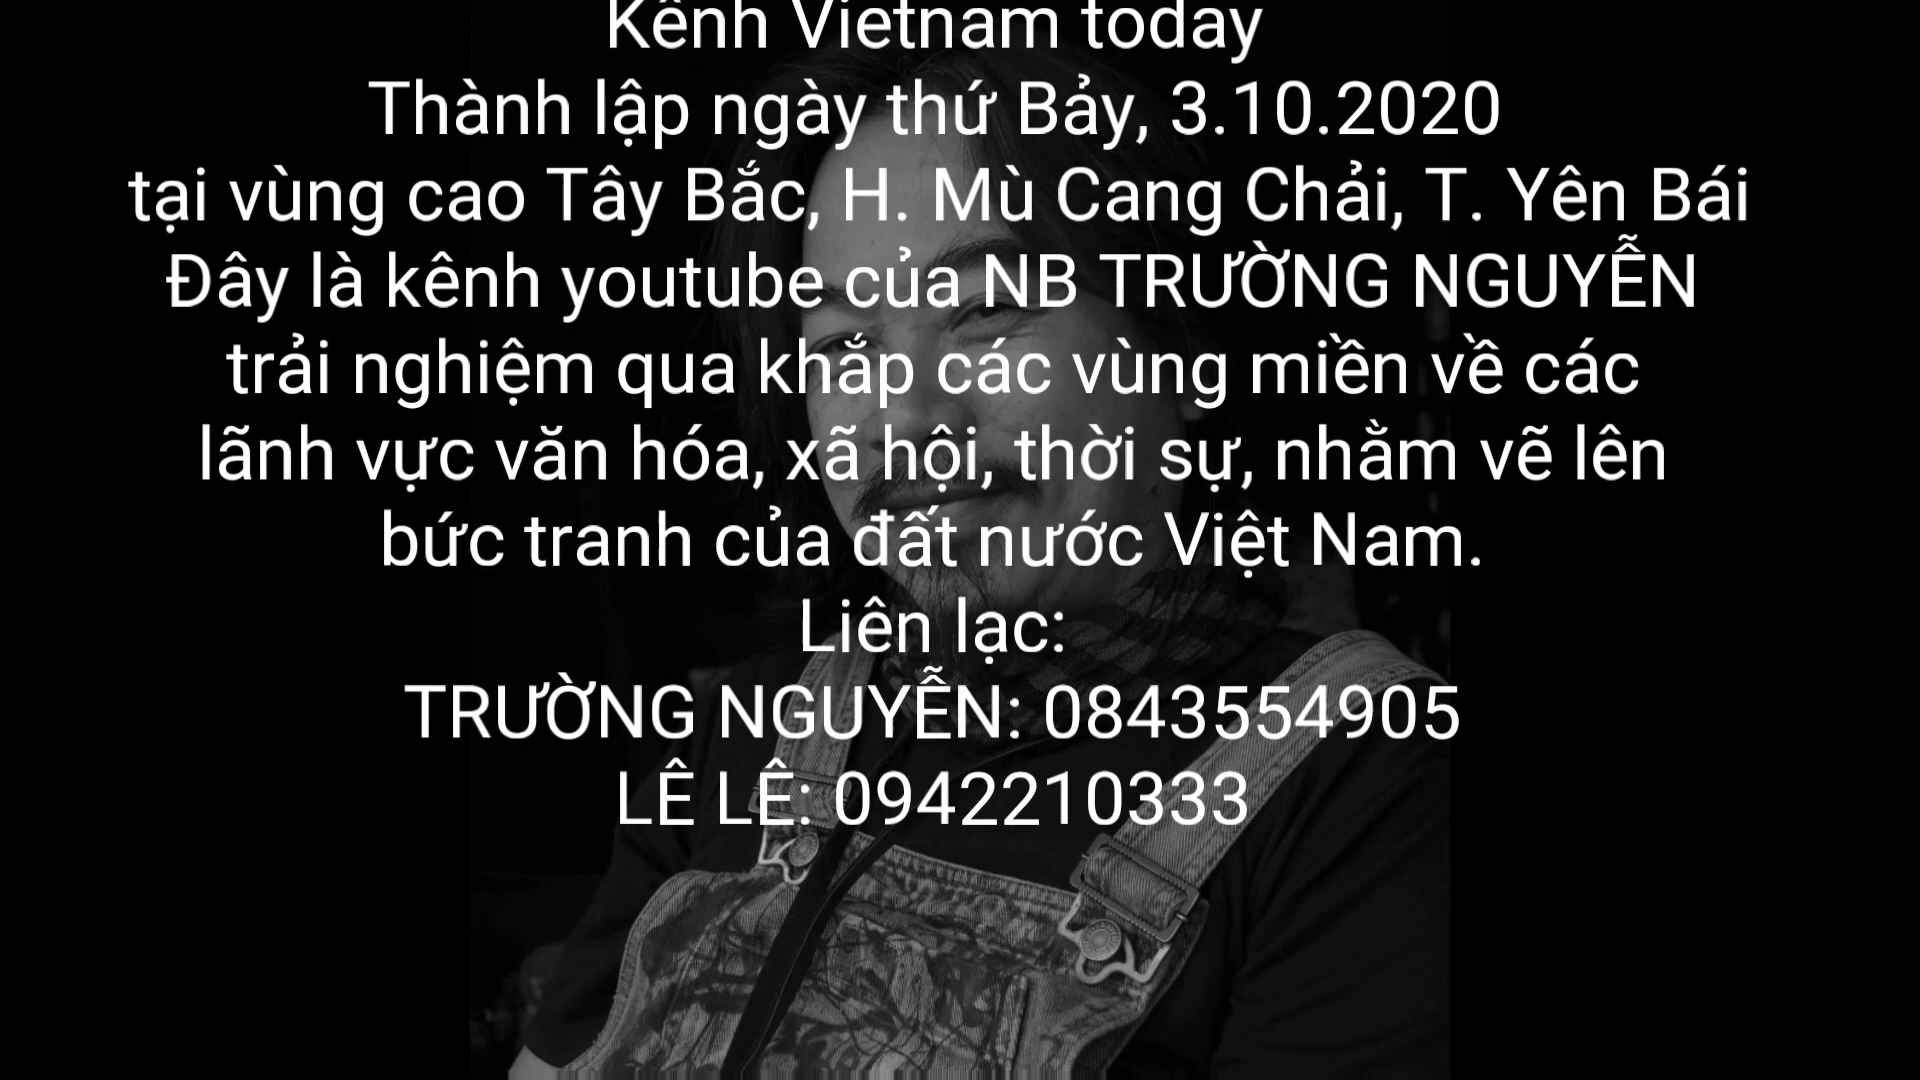 Kênh Vietnam today
Thành lập ngày thứ Bảy, 3.10.2020
tại vùng cao Tây Bắc, H. Mù Cang Chải, T. Yên Bái
Đây là kênh youtube của NB TRƯỜNG NGUYỄN
trải nghiệm qua khắp các vùng miền về các
lãnh vực văn hóa, xã hội, thời sự, nhằm vẽ lên
bức tranh của đất nước Việt Nam.
Liên lạc:
TRƯỜNG NGUYỄN: 0843554905
LÊ LÊ: 0942210333